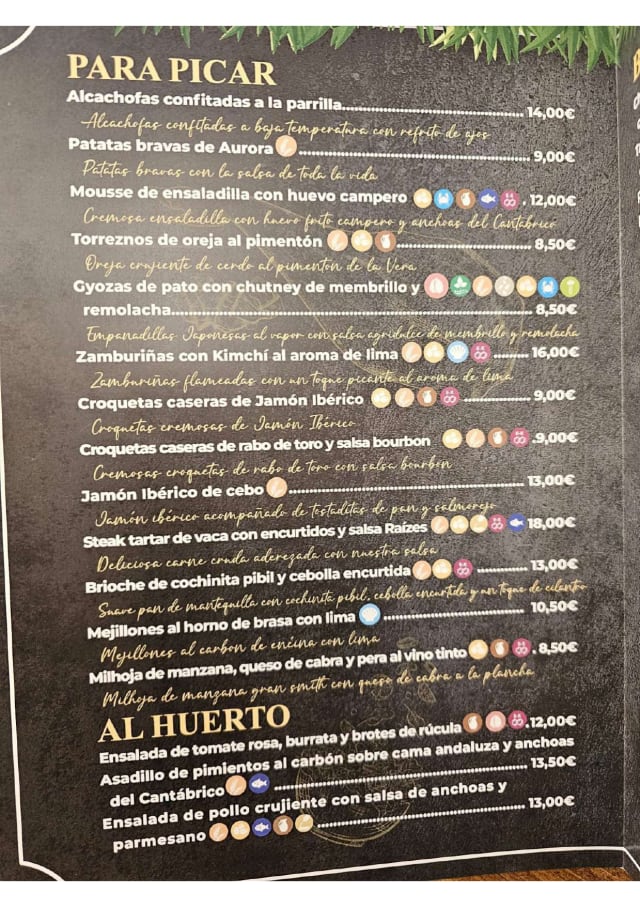 PARA PICAR
Alcachofas confitadas a la parrilla 14,00€
Alcachofas confitadas a baja temperatura con refrito de ajos
Patatas bravas de Aurora 9,00€
Patatas bravas con la salsa de toda la vida
Mousse de ensaladilla con huevo campero 12,00€
Cremosa ensaladilla con huevo frito campero y anchoas del Cantábrico
Torreznos de oreja al pimentón 8,50€
Oreja crujiente de cerdo al pimentón de la Vera
Gyozas de pato con chutney de membrillo y
remolacha 8,50€
Empanadillas Japonesas al vapor con salsa agridulce de membrillo y remolacha
Zamburiñas con Kimchí al aroma de lima 16,00€
Zamburiñas flameadas con un toque picante al aroma de lima
Croquetas caseras de Jamón Ibérico 9,00€
Croquetas cremosas de Jamón Ibérico
Croquetas caseras de rabo de toro y salsa bourbon 9,00€
Cremosas croquetas de rabo de toro con salsa bourbon
Jamón Ibérico de cebo 13,00€
Jamón ibérico acompañado de tostaditas de pan y salmorejo
Steak tartar de vaca con encurtidos y salsa Raízes 18,00€
Deliciosa carne cruda aderezada con nuestra salsa
Brioche de cochinita pibil y cebolla encurtida 13,00€
Suave pan de mantequilla con cochinita pibil, cebolla encurtida y un toque de cilantro
Mejillones al horno de brasa con lima 10,50€
Mejillones al carbón de encina con lima
Milhoja de manzana, queso de cabra y pera al vino tinto 8,50€
Milhoja de manzana gran smith con queso de cabra a la plancha
AL HUERTO
Ensalada de tomate rosa, burrata y brotes de rúcula 12,00€
Asadillo de pimientos al carbón sobre cama andaluza y anchoas
del Cantábrico 13,50€
Ensalada de pollo crujiente con salsa de anchoas y
parmesano 13,00€